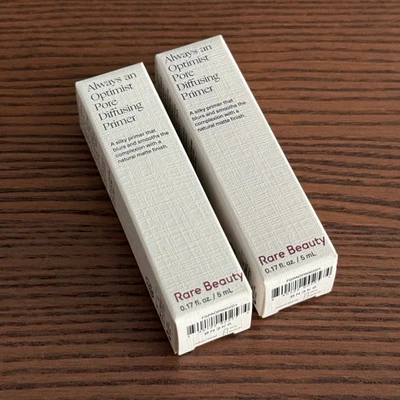 Always an
Optimist
Pore
Diffusing
Primer
A silky primer that
blurs and smooths the
complexion with a
natural matte finish.
Rare Beauty
0.17 fl. oz. / 5 mL
Always an
Optimist
Pore
Diffusing
Primer
A silky primer that
blurs and smooths the
complexion with a
natural matte finish.
Rare Beauty
0.17 fl. oz. / 5 mL